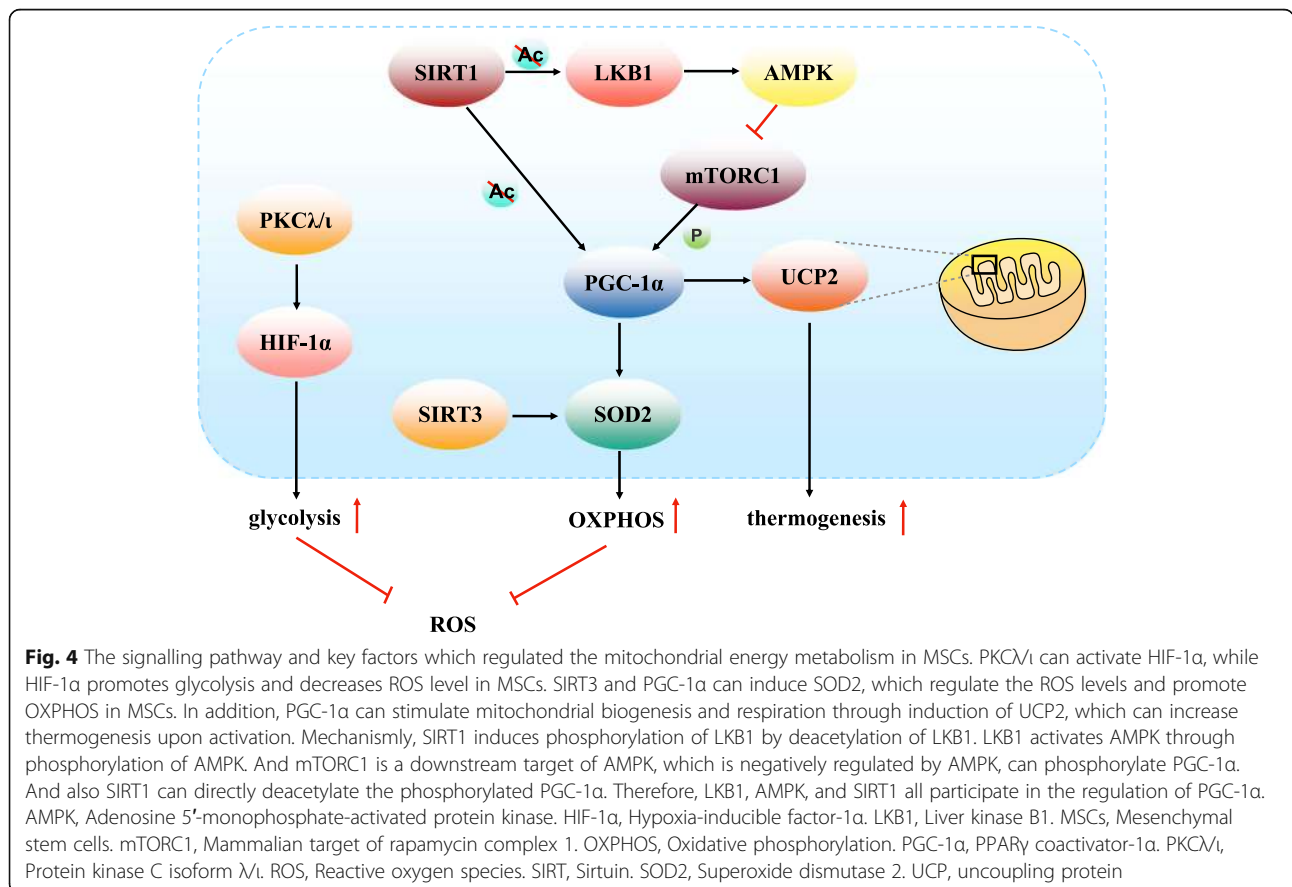 SIRT1
Ac
LKB1
AMPK
mTORC1
Ac
P
PKCλ/ι
PGC-1α
UCP2
HIF-1α
SIRT3
SOD2
glycolysis
OXPHOS
thermogenesis
ROS
Fig. 4 The signalling pathway and key factors which regulated the mitochondrial energy metabolism in MSCs. PKCλ/ι can activate HIF-1α, while
HIF-1α promotes glycolysis and decreases ROS level in MSCs. SIRT3 and PGC-1α can induce SOD2, which regulate the ROS levels and promote
OXPHOS in MSCs. In addition, PGC-1α can stimulate mitochondrial biogenesis and respiration through induction of UCP2, which can increase
thermogenesis upon activation. Mechanismly, SIRT1 induces phosphorylation of LKB1 by deacetylation of LKB1. LKB1 activates AMPK through
phosphorylation of AMPK. And mTORC1 is a downstream target of AMPK, which is negatively regulated by AMPK, can phosphorylate PGC-1α.
And also SIRT1 can directly deacetylate the phosphorylated PGC-1α. Therefore, LKB1, AMPK, and SIRT1 all participate in the regulation of PGC-1α.
AMPK, Adenosine 5′-monophosphate-activated protein kinase. HIF-1α, Hypoxia-inducible factor-1α. LKB1, Liver kinase B1. MSCs, Mesenchymal
stem cells. mTORC1, Mammalian target of rapamycin complex 1. OXPHOS, Oxidative phosphorylation. PGC-1α, PPARγ coactivator-1α. PKCλ/ι,
Protein kinase C isoform λ/ι. ROS, Reactive oxygen species. SIRT, Sirtuin. SOD2, Superoxide dismutase 2. UCP, uncoupling protein